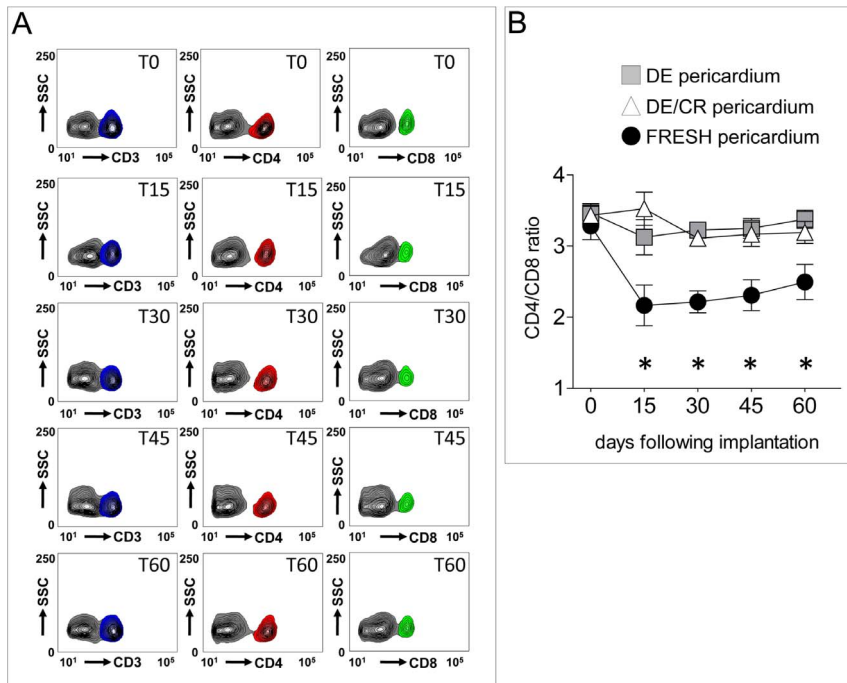 A
T0 T0 T0
250 250 250
SSC SSC SSC
0 0 0
10¹ CD3 10⁵ 10¹ CD4 10⁵ 10¹ CD8 10⁵
T15 T15 T15
250 250 250
SSC SSC SSC
0 0 0
10¹ CD3 10⁵ 10¹ CD4 10⁵ 10¹ CD8 10⁵
T30 T30 T30
250 250 250
SSC SSC SSC
0 0 0
10¹ CD3 10⁵ 10¹ CD4 10⁵ 10¹ CD8 10⁵
T45 T45 T45
250 250 250
SSC SSC SSC
0 0 0
10¹ CD3 10⁵ 10¹ CD4 10⁵ 10¹ CD8 10⁵
T60 T60 T60
250 250 250
SSC SSC SSC
0 0 0
10¹ CD3 10⁵ 10¹ CD4 10⁵ 10¹ CD8 10⁵
B
DE pericardium
DE/CR pericardium
FRESH pericardium
4
3
2
1
CD4/CD8 ratio
* * * *
0 15 30 45 60
days following implantation